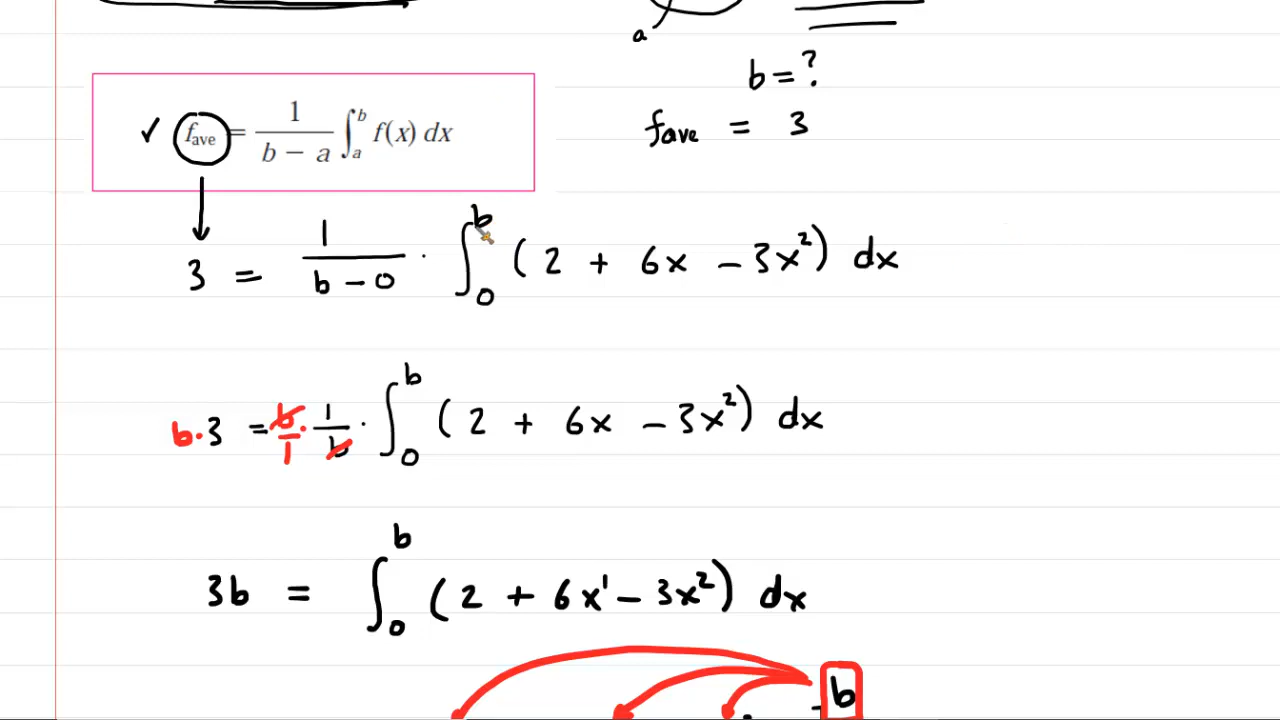 a
b = ?
✓ f_ave = 1/(b − a) ∫_a^b f(x) dx
f_ave = 3
3 = 1/(b − 0) · ∫_0^b (2 + 6x − 3x²) dx
b · 3 = b/1 · 1/b · ∫_0^b (2 + 6x − 3x²) dx
3b = ∫_0^b (2 + 6x¹ − 3x²) dx
b